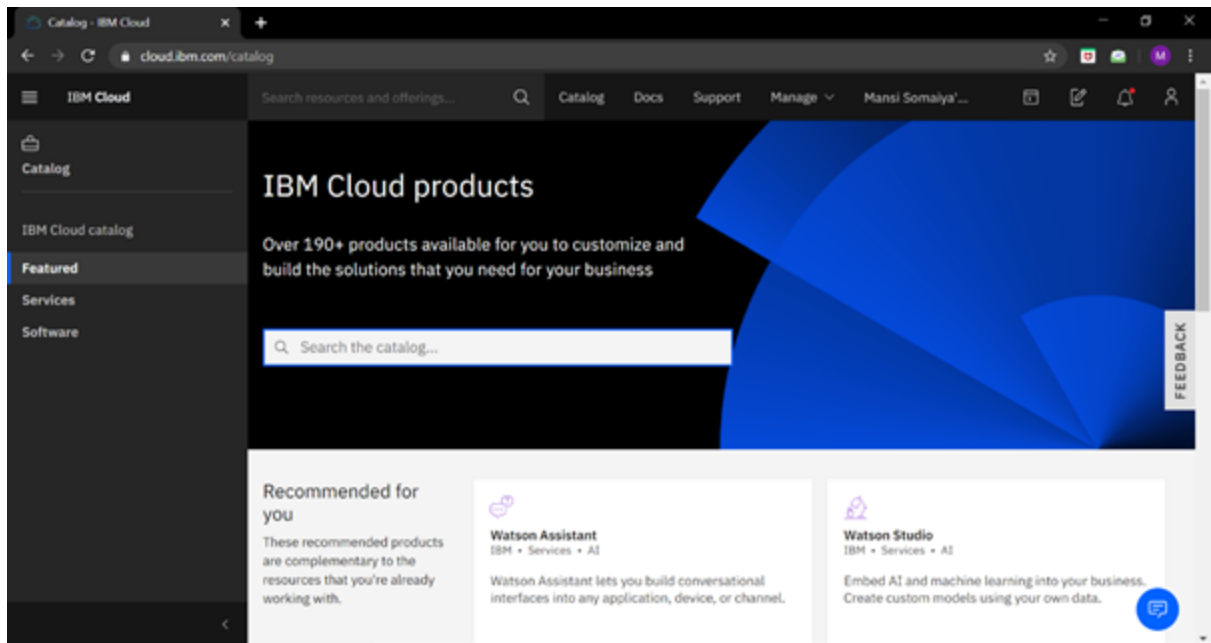 Catalog - IBM Cloud
cloud.ibm.com/catalog
M
IBM Cloud
Search resources and offerings...
Catalog
Docs
Support
Manage
Mansi Somaiya'...
Catalog
IBM Cloud catalog
Featured
Services
Software
IBM Cloud products
Over 190+ products available for you to customize and
build the solutions that you need for your business
Search the catalog...
FEEDBACK
Recommended for
you
These recommended products
are complementary to the
resources that you're already
working with.
Watson Assistant
IBM • Services • AI
Watson Assistant lets you build conversational
interfaces into any application, device, or channel.
Watson Studio
IBM • Services • AI
Embed AI and machine learning into your business.
Create custom models using your own data.